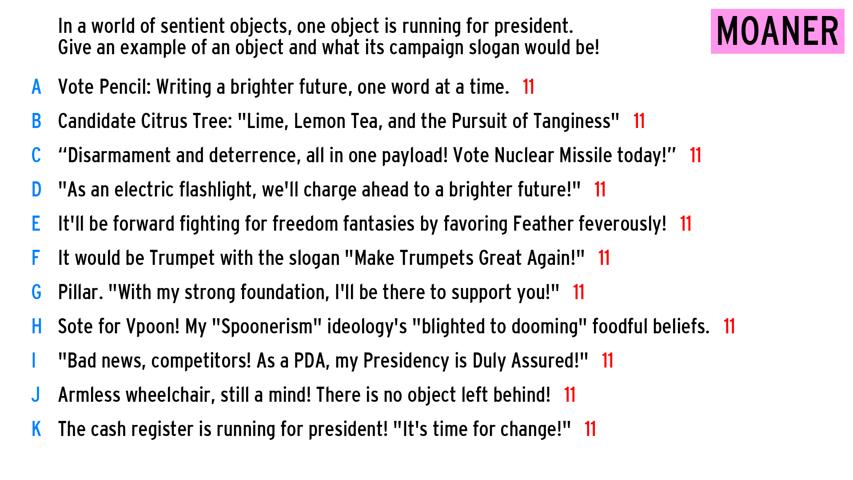 In a world of sentient objects, one object is running for president.
Give an example of an object and what its campaign slogan would be!
MOANER
A Vote Pencil: Writing a brighter future, one word at a time. 11
B Candidate Citrus Tree: "Lime, Lemon Tea, and the Pursuit of Tanginess" 11
C “Disarmament and deterrence, all in one payload! Vote Nuclear Missile today!” 11
D "As an electric flashlight, we'll charge ahead to a brighter future!" 11
E It'll be forward fighting for freedom fantasies by favoring Feather feverously! 11
F It would be Trumpet with the slogan "Make Trumpets Great Again!" 11
G Pillar. "With my strong foundation, I'll be there to support you!" 11
H Sote for Vpoon! My "Spoonerism" ideology's "blighted to dooming" foodful beliefs. 11
I "Bad news, competitors! As a PDA, my Presidency is Duly Assured!" 11
J Armless wheelchair, still a mind! There is no object left behind! 11
K The cash register is running for president! "It's time for change!" 11